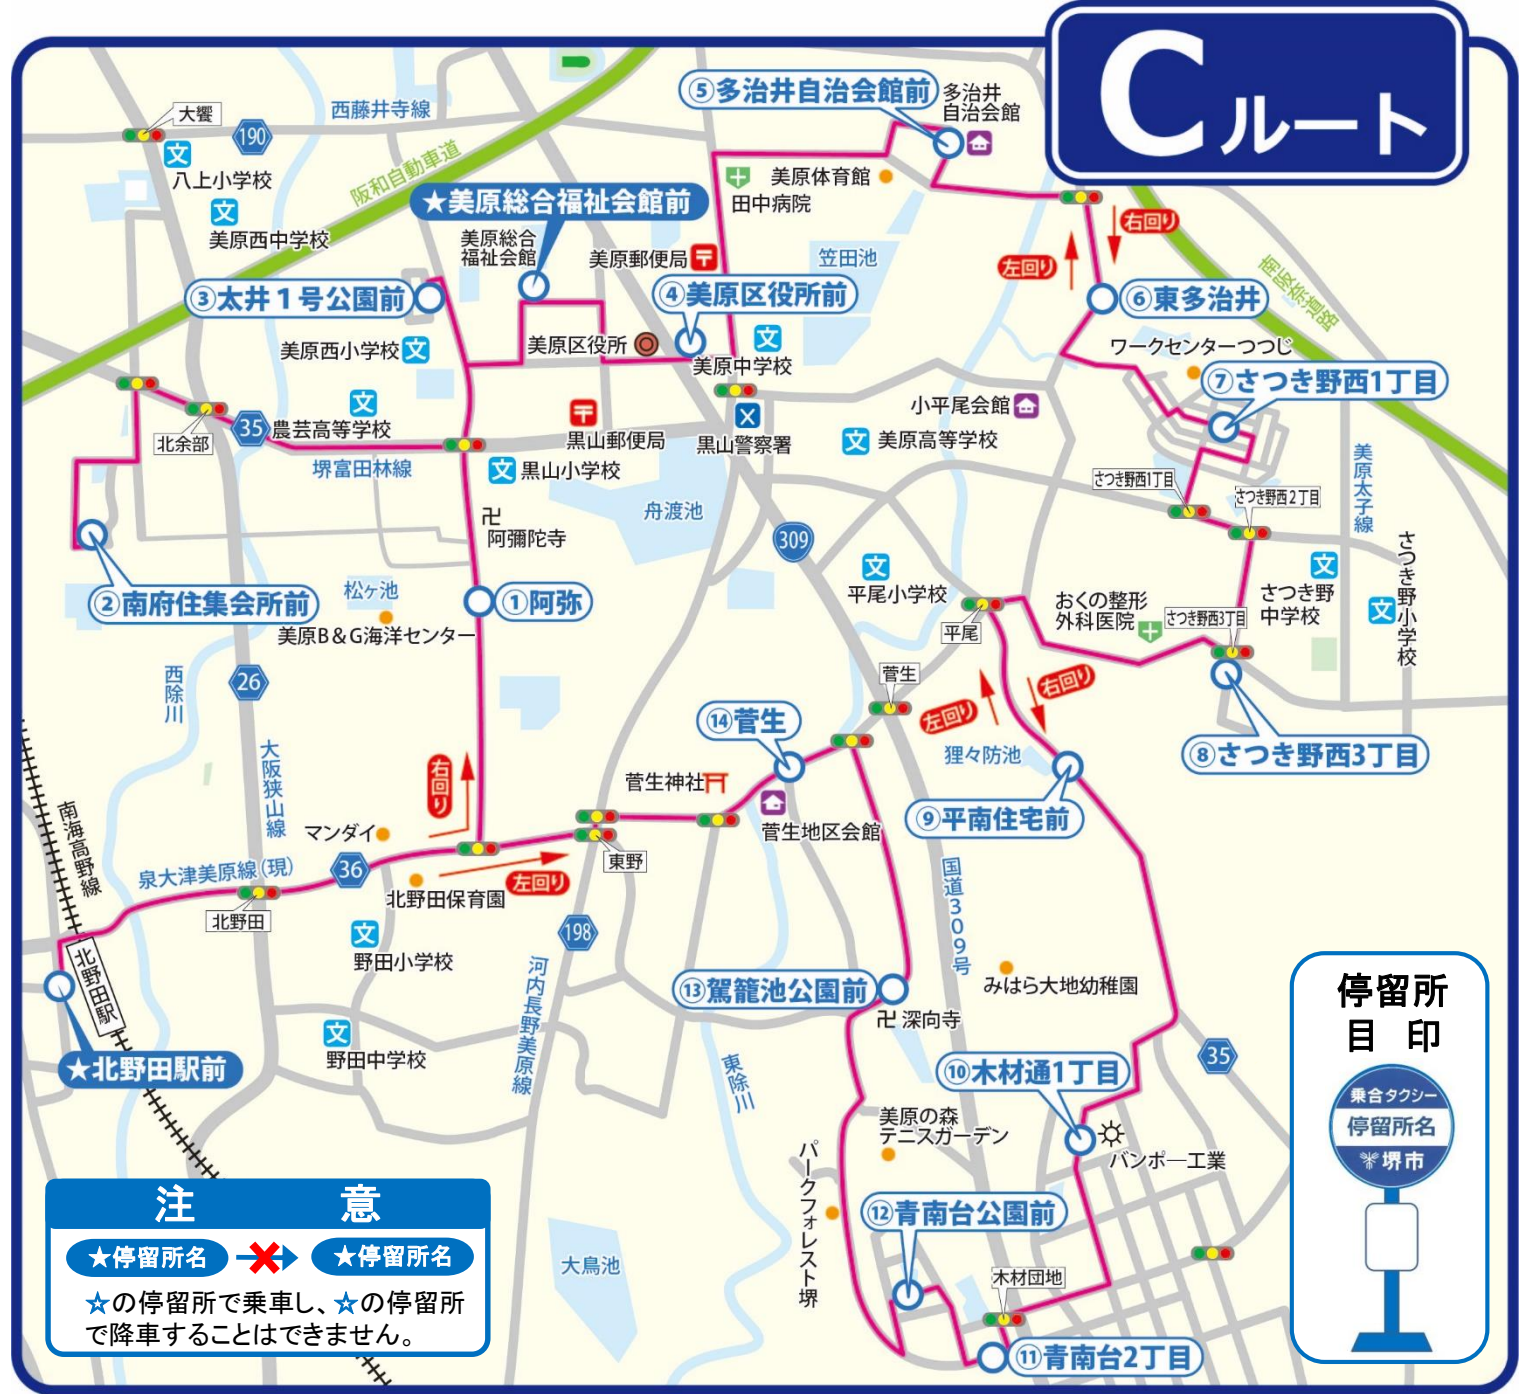 Cルート
大饗
190
西藤井寺線
阪和自動車道
八上小学校
美原西中学校
⑤多治井自治会館前
多治井
自治会館
美原体育館
田中病院
★美原総合福祉会館前
美原総合
福祉会館
美原郵便局
笠田池
右回り
左回り
南阪奈道路
③太井1号公園前
④美原区役所前
⑥東多治井
美原西小学校
美原区役所
美原中学校
ワークセンターつつじ
⑦さつき野西1丁目
北余部
35
農芸高等学校
堺富田林線
黒山郵便局
黒山警察署
黒山小学校
小平尾会館
美原高等学校
美原太子線
さつき野西1丁目
さつき野西2丁目
舟渡池
309
卍
阿彌陀寺
②南府住集会所前
松ヶ池
①阿弥
美原B&G海洋センター
平尾小学校
平尾
おくの整形
外科医院
さつき野西3丁目
さつき野
中学校
さつき野小学校
西除川
26
菅生
左回り
右回り
⑭菅生
狸々防池
⑧さつき野西3丁目
大阪狭山線
右回り
菅生神社
菅生地区会館
⑨平南住宅前
南海高野線
マンダイ
泉大津美原線(現)
36
北野田
北野田保育園
左回り
東野
国道309号
198
野田小学校
北野田駅
河内長野美原線
⑬駕籠池公園前
卍 深向寺
みはら大地幼稚園
★北野田駅前
野田中学校
東除川
⑩木材通1丁目
35
美原の森
テニスガーデン
バンポー工業
パークフォレスト堺
⑫青南台公園前
大鳥池
木材団地
⑪青南台2丁目
注 意
★停留所名
★停留所名
☆の停留所で乗車し、☆の停留所
で降車することはできません。
停留所
目 印
乗合タクシー
停留所名
堺市